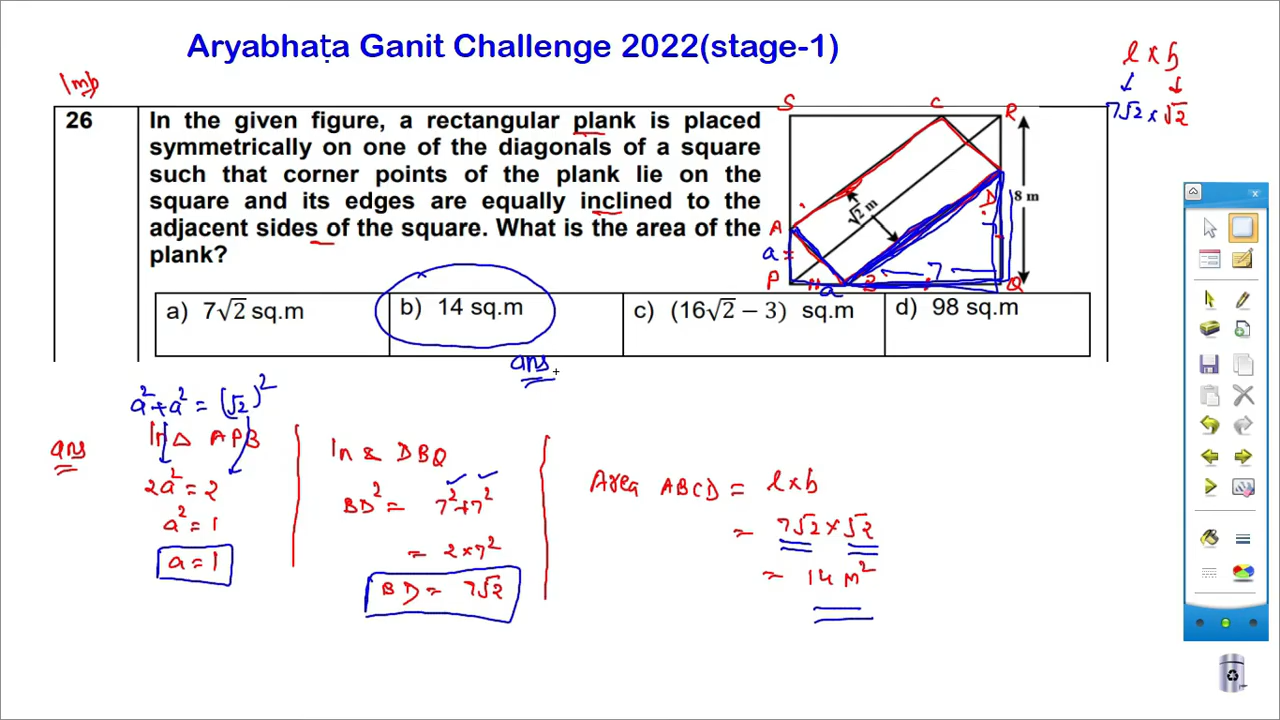 Aryabhaṭa Ganit Challenge 2022(stage-1)
l x b
7√2 x √2
Imp
26
In the given figure, a rectangular plank is placed
symmetrically on one of the diagonals of a square
such that corner points of the plank lie on the
square and its edges are equally inclined to the
adjacent sides of the square. What is the area of the
plank?
S C R
A √2 m D 8 m
a 7 7
P a B Q
a) 7√2 sq.m
b) 14 sq.m
c) (16√2 − 3) sq.m
d) 98 sq.m
ans
a² + a² = (√2)²
ans
In △ APB
2a² = 2
a² = 1
a = 1
In △ DBQ
BD² = 7² + 7²
= 2 x 7²
BD = 7√2
Area ABCD = l x b
= 7√2 x √2
= 14 m²